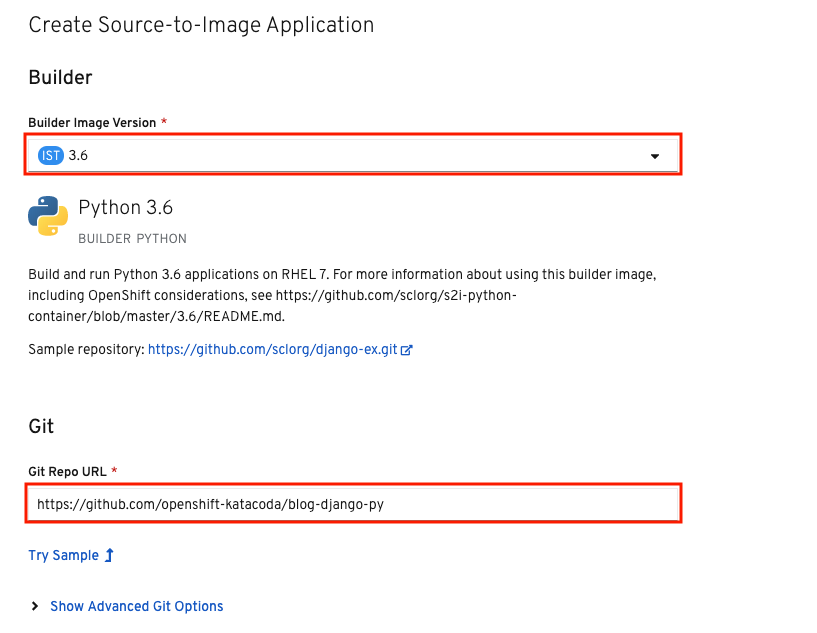 Create Source-to-Image Application
Builder
Builder Image Version *
IST 3.6
Python 3.6
BUILDER PYTHON
Build and run Python 3.6 applications on RHEL 7. For more information about using this builder image,
including OpenShift considerations, see https://github.com/sclorg/s2i-python-
container/blob/master/3.6/README.md.
Sample repository: https://github.com/sclorg/django-ex.git
Git
Git Repo URL *
https://github.com/openshift-katacoda/blog-django-py
Try Sample
Show Advanced Git Options